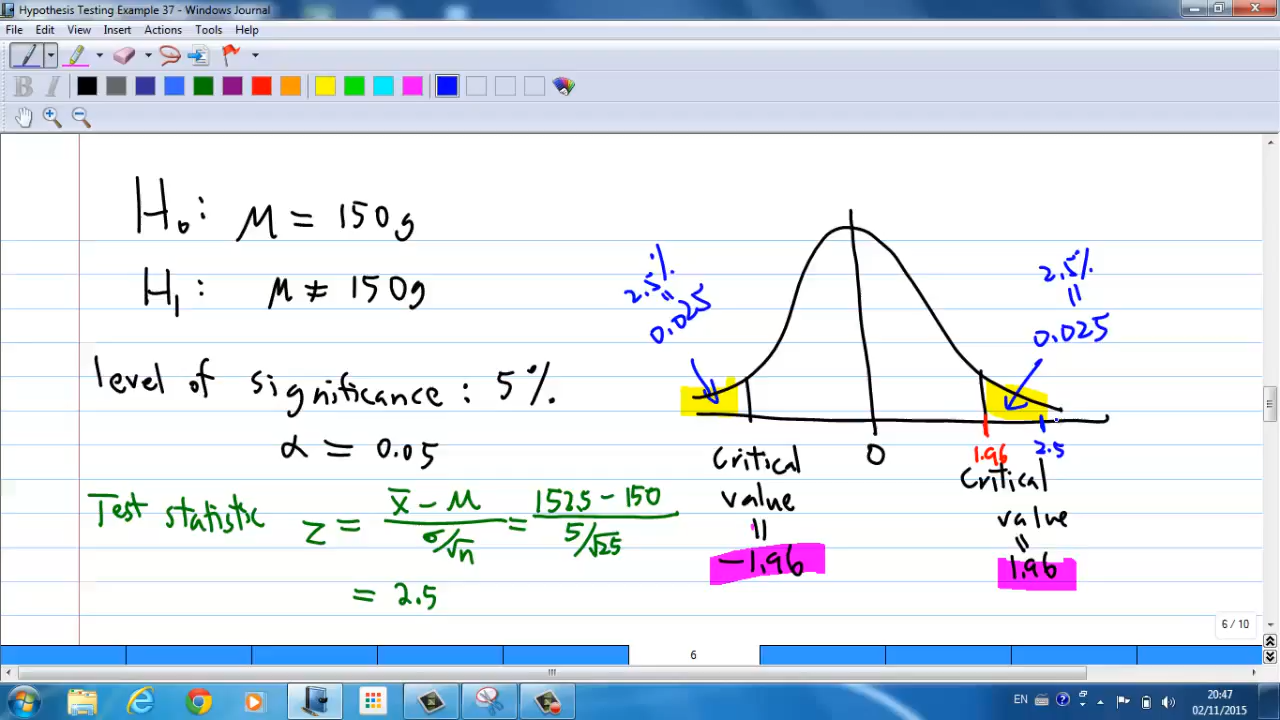 Hypothesis Testing Example 37 - Windows Journal
File Edit View Insert Actions Tools Help
B I
H₀: μ = 150g
H₁: μ ≠ 150g
level of significance : 5%.
α = 0.05
Test statistic z = (x̄ − μ)/(σ/√n) = (152.5 − 150)/(5/√25)
= 2.5
2.5%
=
0.025
2.5%
=
0.025
0
1.96
2.5
Critical
value
=
−1.96
Critical
value
=
1.96
6 / 10
6
EN
20:47
02/11/2015